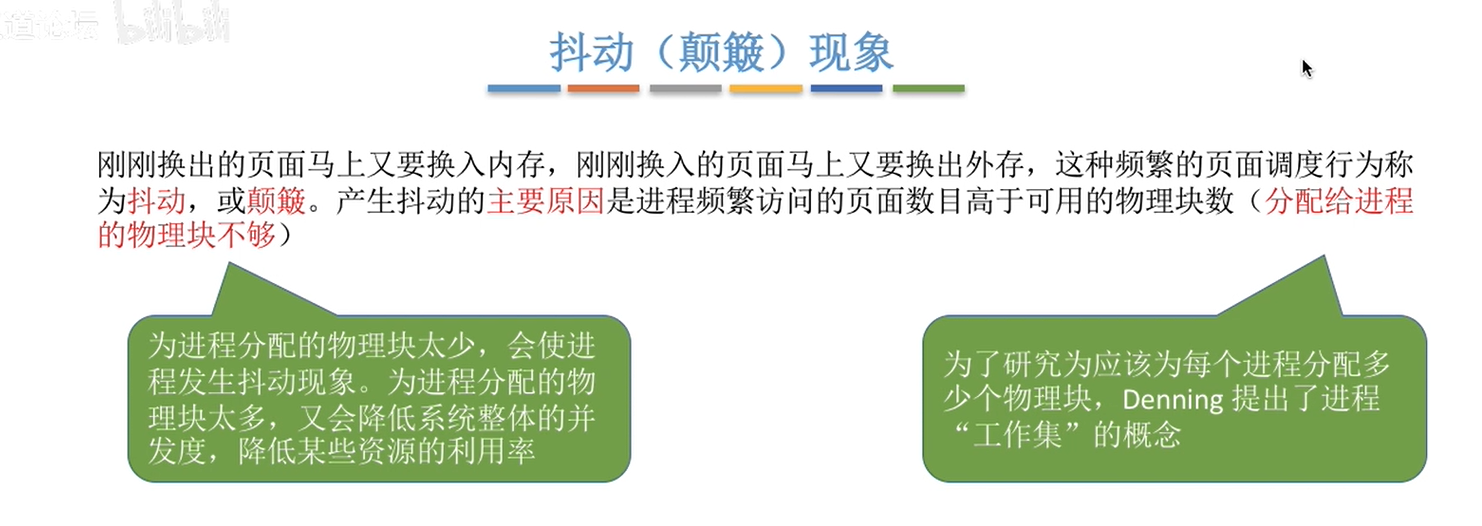 道论坛 bilibili
抖动（颠簸）现象
刚刚换出的页面马上又要换入内存，刚刚换入的页面马上又要换出外存，这种频繁的页面调度行为称
为抖动，或颠簸。产生抖动的主要原因是进程频繁访问的页面数目高于可用的物理块数（分配给进程
的物理块不够）
为进程分配的物理块太少，会使进
程发生抖动现象。为进程分配的物
理块太多，又会降低系统整体的并
发度，降低某些资源的利用率
为了研究为应该为每个进程分配多
少个物理块，Denning 提出了进程
“工作集”的概念